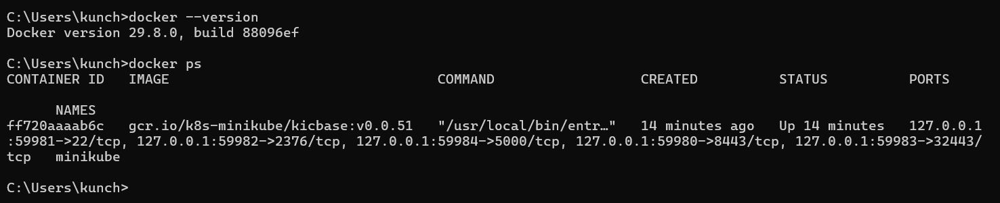 C:\Users\kunch>docker --version
Docker version 29.8.0, build 88096ef
C:\Users\kunch>docker ps
CONTAINER ID   IMAGE                                 COMMAND                  CREATED          STATUS          PORTS
      NAMES
ff720aaaab6c   gcr.io/k8s-minikube/kicbase:v0.0.51   "/usr/local/bin/entr…"   14 minutes ago   Up 14 minutes   127.0.0.1
:59981->22/tcp, 127.0.0.1:59982->2376/tcp, 127.0.0.1:59984->5000/tcp, 127.0.0.1:59980->8443/tcp, 127.0.0.1:59983->32443/
tcp   minikube
C:\Users\kunch>